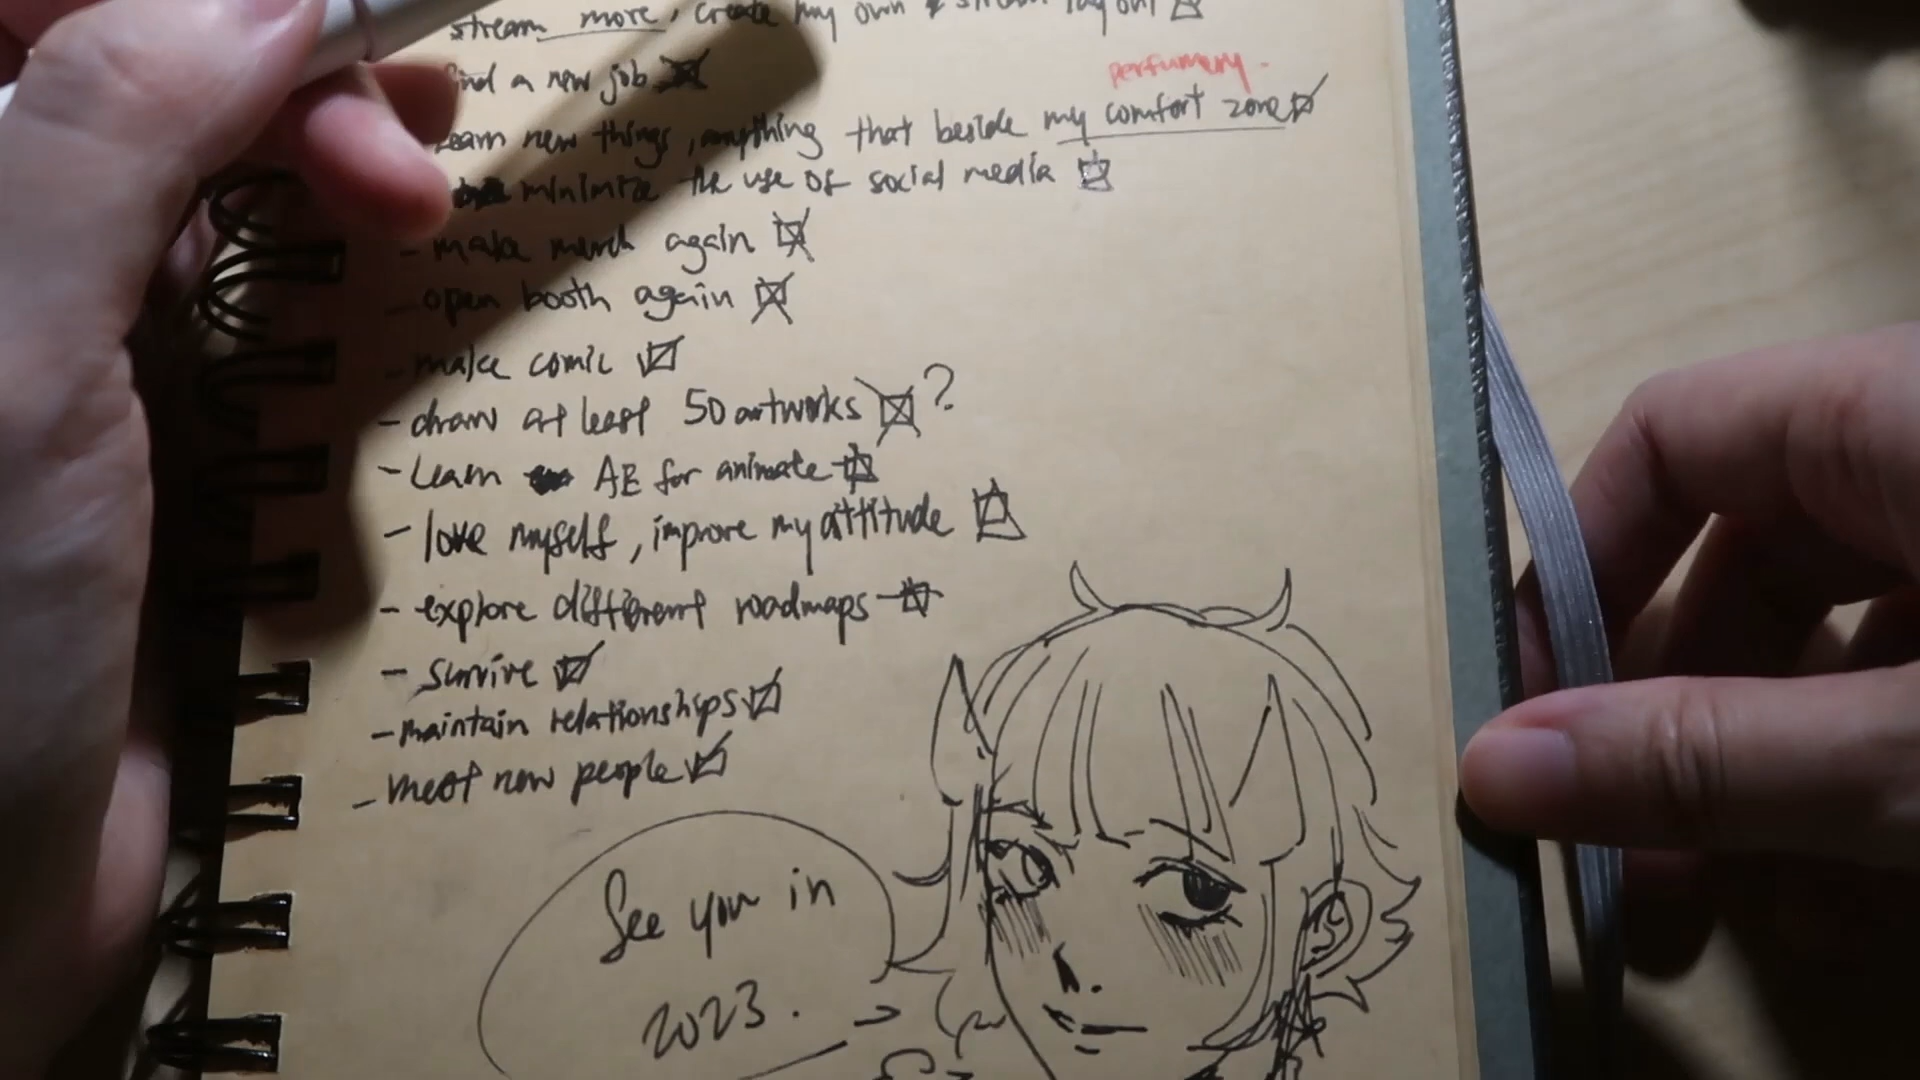 stream more, create my own stream layout
find a new job
perfumery.
Learn new things, anything that beside my comfort zone
minimize the use of social media
- make merch again
- open booth again
- make comic
- draw at least 50 artworks ?
- Learn AE for animate
- love myself, improve my attitude
- explore different roadmaps
- survive
- maintain relationships
- meet new people
See you in
2023.